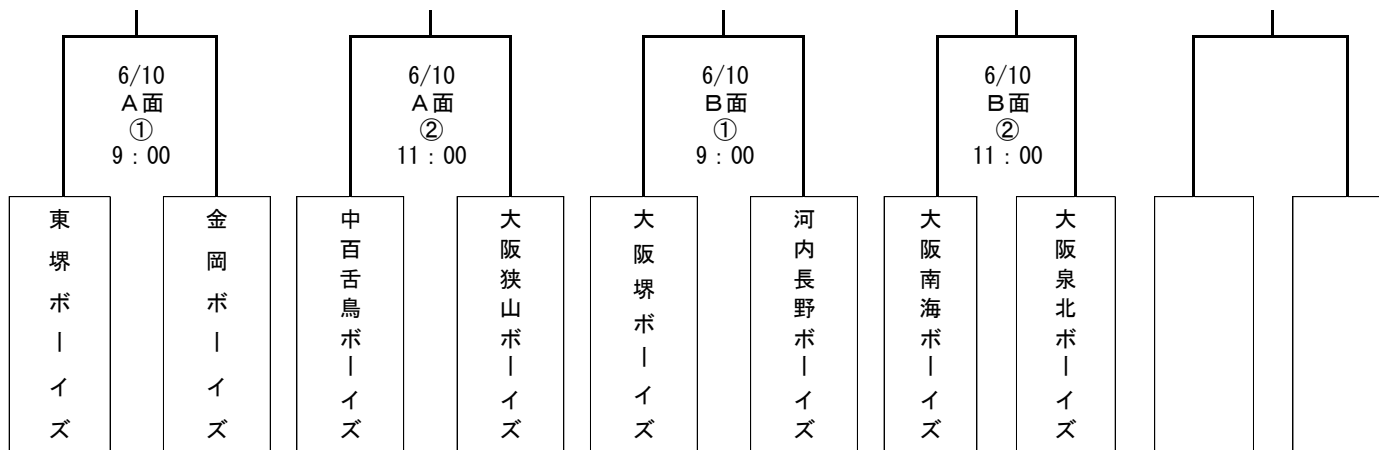 6/10
A面
①
9：00
6/10
A面
②
11：00
6/10
B面
①
9：00
6/10
B面
②
11：00
東堺ボーイズ
金岡ボーイズ
中百舌鳥ボーイズ
大阪狭山ボーイズ
大阪堺ボーイズ
河内長野ボーイズ
大阪南海ボーイズ
大阪泉北ボーイズ